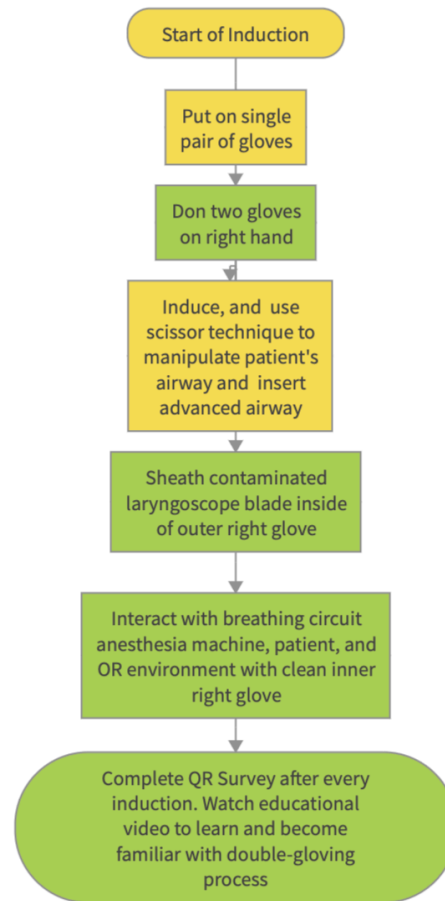 Start of Induction
Put on single
pair of gloves
Don two gloves
on right hand
Induce, and use
scissor technique to
manipulate patient's
airway and insert
advanced airway
Sheath contaminated
laryngoscope blade inside
of outer right glove
Interact with breathing circuit
anesthesia machine, patient, and
OR environment with clean inner
right glove
Complete QR Survey after every
induction. Watch educational
video to learn and become
familiar with double-gloving
process